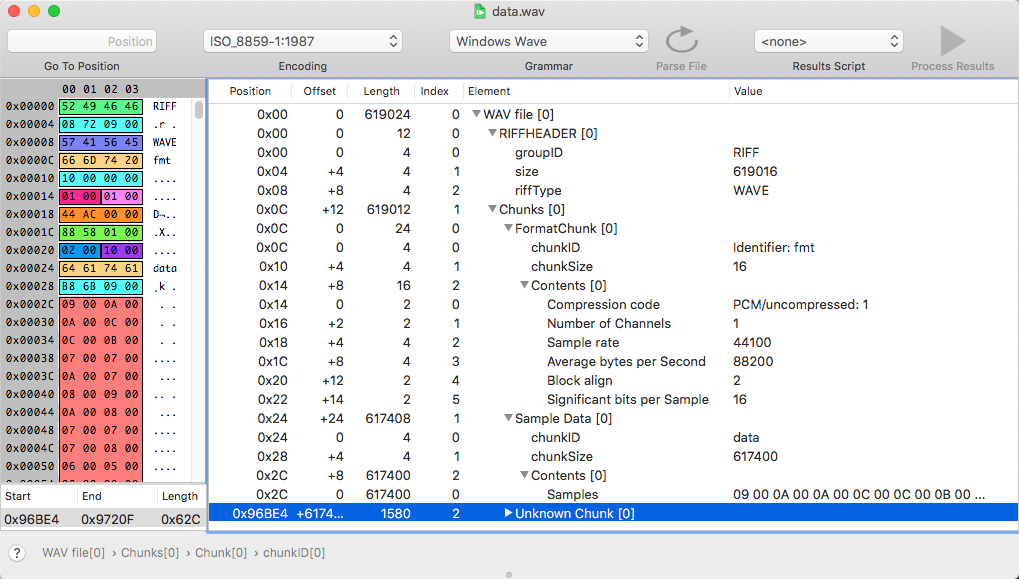 data.wav
Position ISO_8859-1:1987 Windows Wave <none>
Go To Position Encoding Grammar Parse File Results Script Process Results
00 01 02 03
0x00000 52 49 46 46 RIFF
0x00004 08 72 09 00 .r .
0x00008 57 41 56 45 WAVE
0x0000C 66 6D 74 20 fmt
0x00010 10 00 00 00 ....
0x00014 01 00 01 00 ....
0x00018 44 AC 00 00 D¬..
0x0001C 88 58 01 00 .X..
0x00020 02 00 10 00 ....
0x00024 64 61 74 61 data
0x00028 B8 6B 09 00 ¸k .
0x0002C 09 00 0A 00 . .
0x00030 0A 00 0C 00 . .
0x00034 0C 00 0B 00 . .
0x00038 07 00 07 00 ....
0x0003C 0A 00 07 00 ...
0x00040 08 00 09 00 .. .
0x00044 0A 00 08 00 ...
0x00048 07 00 07 00 ....
0x0004C 07 00 08 00 ....
0x00050 06 00 05 00 ....
Start End Length
0x96BE4 0x9720F 0x62C
Position Offset Length Index Element Value
0x00 0 619024 0 WAV file [0]
0x00 0 12 0 RIFFHEADER [0]
0x00 0 4 0 groupID RIFF
0x04 +4 4 1 size 619016
0x08 +8 4 2 riffType WAVE
0x0C +12 619012 1 Chunks [0]
0x0C 0 24 0 FormatChunk [0]
0x0C 0 4 0 chunkID Identifier: fmt
0x10 +4 4 1 chunkSize 16
0x14 +8 16 2 Contents [0]
0x14 0 2 0 Compression code PCM/uncompressed: 1
0x16 +2 2 1 Number of Channels 1
0x18 +4 4 2 Sample rate 44100
0x1C +8 4 3 Average bytes per Second 88200
0x20 +12 2 4 Block align 2
0x22 +14 2 5 Significant bits per Sample 16
0x24 +24 617408 1 Sample Data [0]
0x24 0 4 0 chunkID data
0x28 +4 4 1 chunkSize 617400
0x2C +8 617400 2 Contents [0]
0x2C 0 617400 0 Samples 09 00 0A 00 0A 00 0C 00 0C 00 0B 00 ...
0x96BE4 +6174... 1580 2 Unknown Chunk [0]
? WAV file[0] › Chunks[0] › Chunk[0] › chunkID[0]